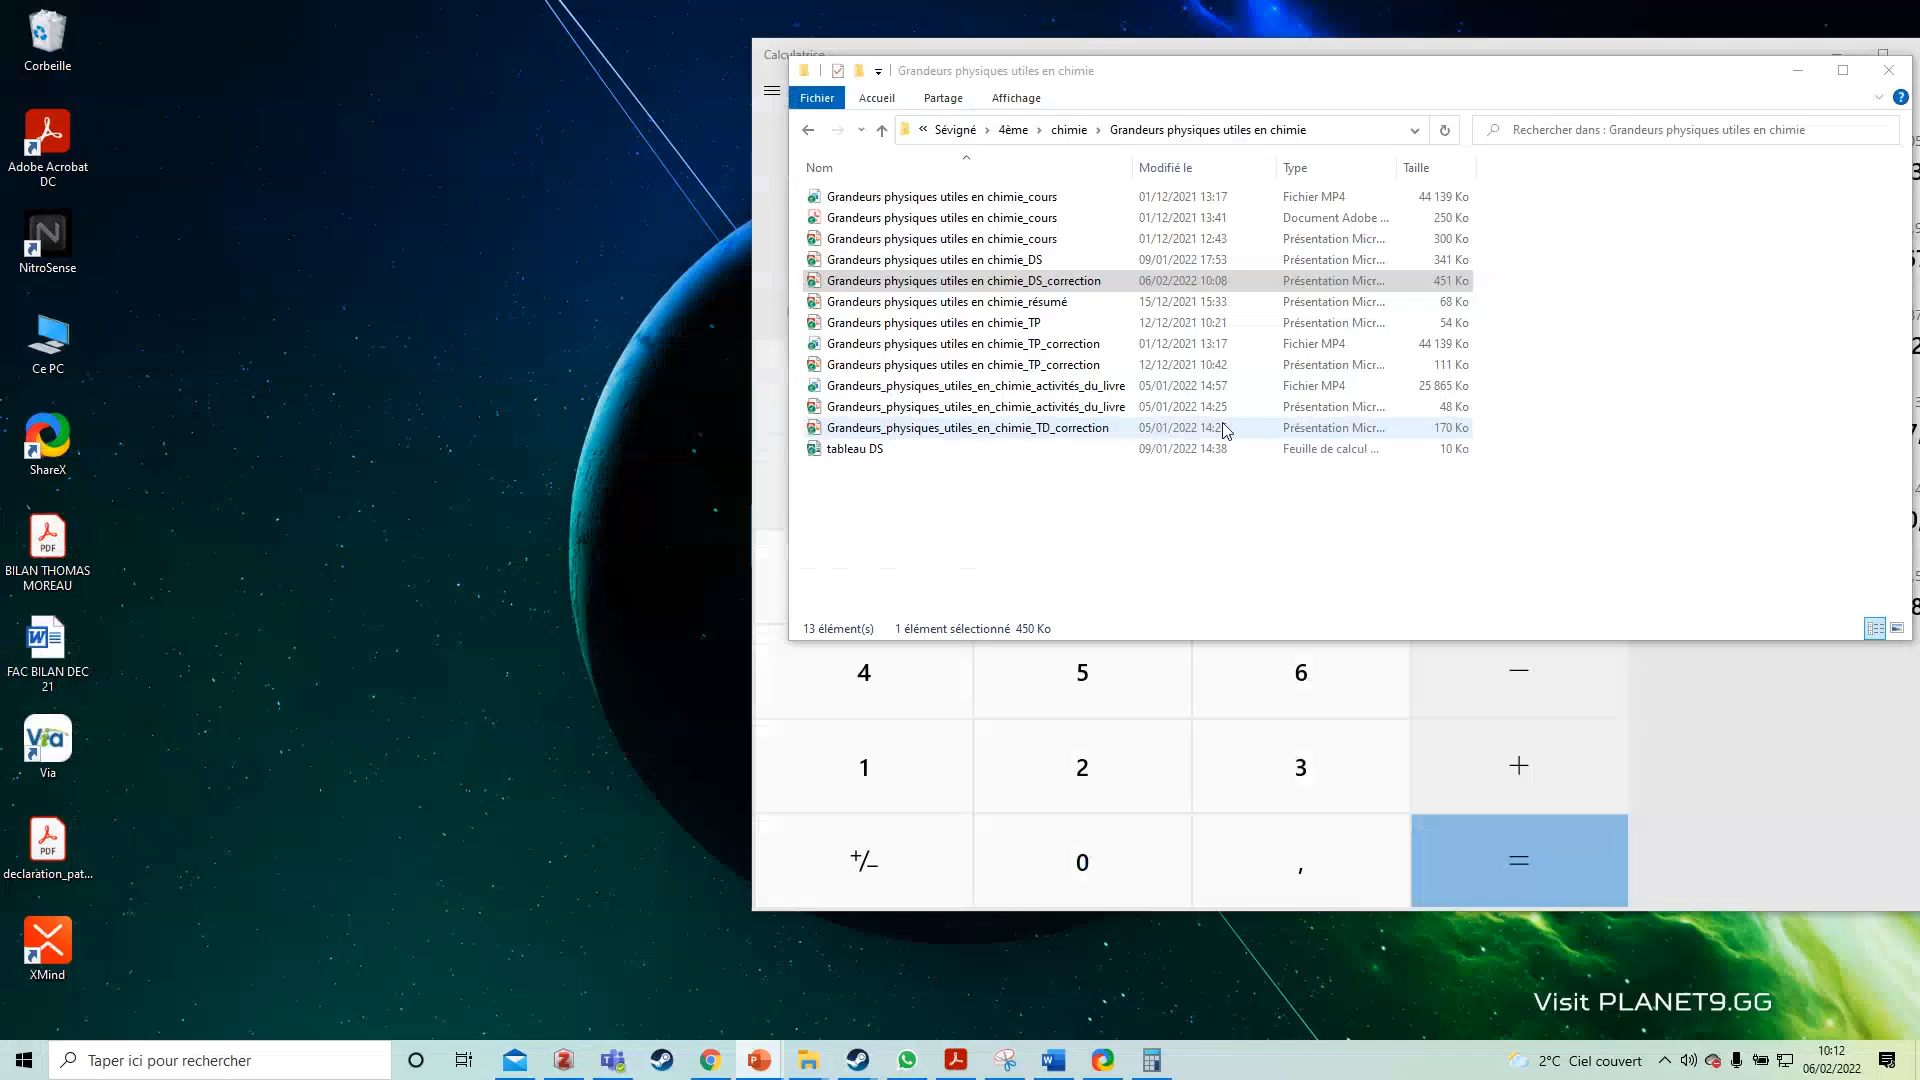 Corbeille
Adobe Acrobat
DC
NitroSense
Ce PC
ShareX
BILAN THOMAS
MOREAU
FAC BILAN DEC
21
Via
declaration_pat...
XMind
Calculatrice
Grandeurs physiques utiles en chimie
Fichier Accueil Partage Affichage
« Sévigné › 4ème › chimie › Grandeurs physiques utiles en chimie
Rechercher dans : Grandeurs physiques utiles en chimie
Nom Modifié le Type Taille
Grandeurs physiques utiles en chimie_cours 01/12/2021 13:17 Fichier MP4 44 139 Ko
Grandeurs physiques utiles en chimie_cours 01/12/2021 13:41 Document Adobe ... 250 Ko
Grandeurs physiques utiles en chimie_cours 01/12/2021 12:43 Présentation Micr... 300 Ko
Grandeurs physiques utiles en chimie_DS 09/01/2022 17:53 Présentation Micr... 341 Ko
Grandeurs physiques utiles en chimie_DS_correction 06/02/2022 10:08 Présentation Micr... 451 Ko
Grandeurs physiques utiles en chimie_résumé 15/12/2021 15:33 Présentation Micr... 68 Ko
Grandeurs physiques utiles en chimie_TP 12/12/2021 10:21 Présentation Micr... 54 Ko
Grandeurs physiques utiles en chimie_TP_correction 01/12/2021 13:17 Fichier MP4 44 139 Ko
Grandeurs physiques utiles en chimie_TP_correction 12/12/2021 10:42 Présentation Micr... 111 Ko
Grandeurs_physiques_utiles_en_chimie_activités_du_livre 05/01/2022 14:57 Fichier MP4 25 865 Ko
Grandeurs_physiques_utiles_en_chimie_activités_du_livre 05/01/2022 14:25 Présentation Micr... 48 Ko
Grandeurs_physiques_utiles_en_chimie_TD_correction 05/01/2022 Présentation Micr... 170 Ko
tableau DS 09/01/2022 14:38 Feuille de calcul ... 10 Ko
13 élément(s) 1 élément sélectionné 450 Ko
4 5 6 −
1 2 3 +
+/− 0 , =
Visit PLANET9.GG
Taper ici pour rechercher
2°C Ciel couvert
10:12
06/02/2022